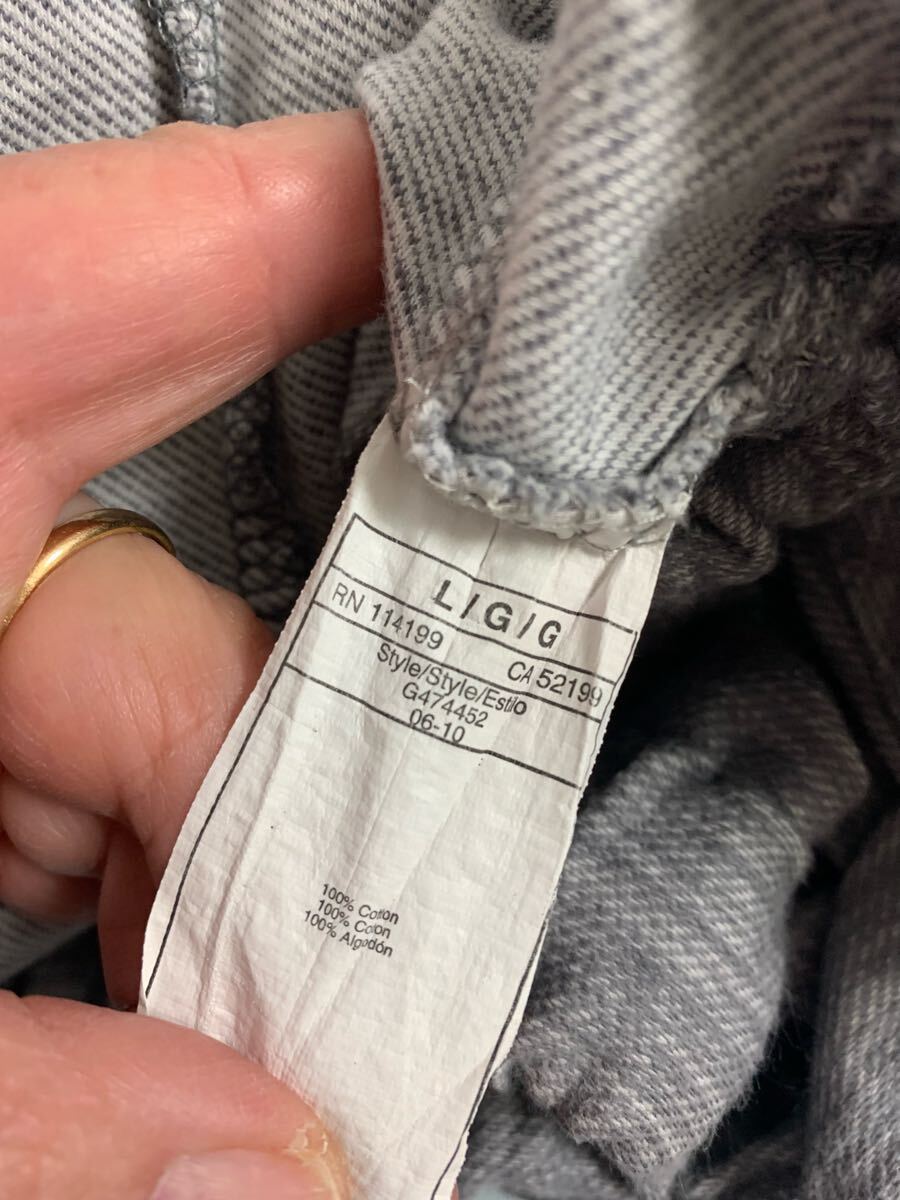 L/G/G
RN 114199 CA 52199
Style/Style/Estilo
G474452
06-10
100% Cotton
100% Coton
100% Algodón